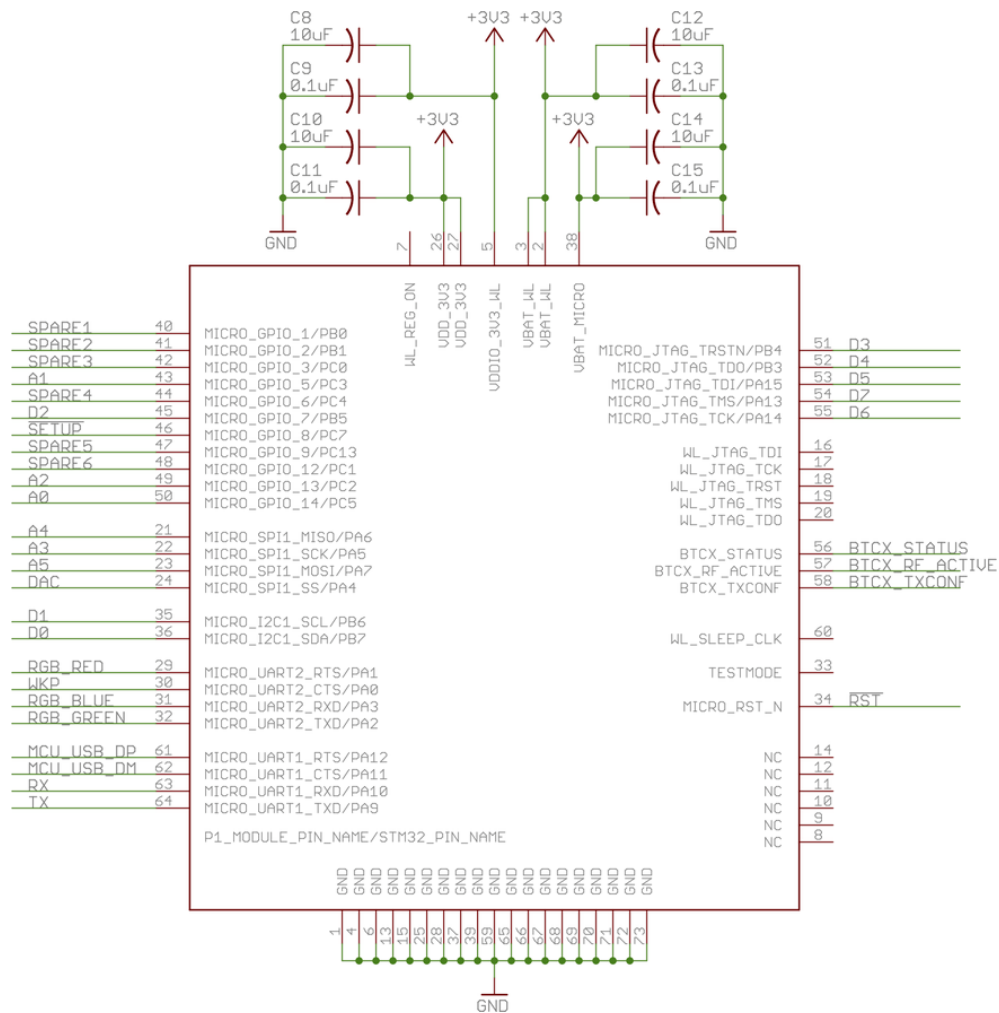 C8
10uF
+3V3
+3V3
C12
10uF
C9
0.1uF
C13
0.1uF
C10
10uF
+3V3
+3V3
C14
10uF
C11
0.1uF
C15
0.1uF
GND
GND
7
26
27
5
3
2
38
WL_REG_ON
VDD_3V3
VDD_3V3
VDDIO_3V3_WL
VBAT_WL
VBAT_WL
VBAT_MICRO
SPARE1 40 MICRO_GPIO_1/PB0
SPARE2 41 MICRO_GPIO_2/PB1
SPARE3 42 MICRO_GPIO_3/PC0
A1 43 MICRO_GPIO_5/PC3
SPARE4 44 MICRO_GPIO_6/PC4
D2 45 MICRO_GPIO_7/PB5
SETUP 46 MICRO_GPIO_8/PC7
SPARE5 47 MICRO_GPIO_9/PC13
SPARE6 48 MICRO_GPIO_12/PC1
A2 49 MICRO_GPIO_13/PC2
A0 50 MICRO_GPIO_14/PC5
A4 21 MICRO_SPI1_MISO/PA6
A3 22 MICRO_SPI1_SCK/PA5
A5 23 MICRO_SPI1_MOSI/PA7
DAC 24 MICRO_SPI1_SS/PA4
D1 35 MICRO_I2C1_SCL/PB6
D0 36 MICRO_I2C1_SDA/PB7
RGB_RED 29 MICRO_UART2_RTS/PA1
WKP 30 MICRO_UART2_CTS/PA0
RGB_BLUE 31 MICRO_UART2_RXD/PA3
RGB_GREEN 32 MICRO_UART2_TXD/PA2
MCU_USB_DP 61 MICRO_UART1_RTS/PA12
MCU_USB_DM 62 MICRO_UART1_CTS/PA11
RX 63 MICRO_UART1_RXD/PA10
TX 64 MICRO_UART1_TXD/PA9
P1_MODULE_PIN_NAME/STM32_PIN_NAME
MICRO_JTAG_TRSTN/PB4 51 D3
MICRO_JTAG_TDO/PB3 52 D4
MICRO_JTAG_TDI/PA15 53 D5
MICRO_JTAG_TMS/PA13 54 D7
MICRO_JTAG_TCK/PA14 55 D6
WL_JTAG_TDI 16
WL_JTAG_TCK 17
WL_JTAG_TRST 18
WL_JTAG_TMS 19
WL_JTAG_TDO 20
BTCX_STATUS 56 BTCX_STATUS
BTCX_RF_ACTIVE 57 BTCX_RF_ACTIVE
BTCX_TXCONF 58 BTCX_TXCONF
WL_SLEEP_CLK 60
TESTMODE 33
MICRO_RST_N 34 RST
NC 14
NC 12
NC 11
NC 10
NC 9
NC 8
GND GND GND GND GND GND GND GND GND GND GND GND GND GND GND GND GND GND GND
1 4 6 13 15 25 28 37 39 59 65 66 67 68 69 70 71 72 73
GND